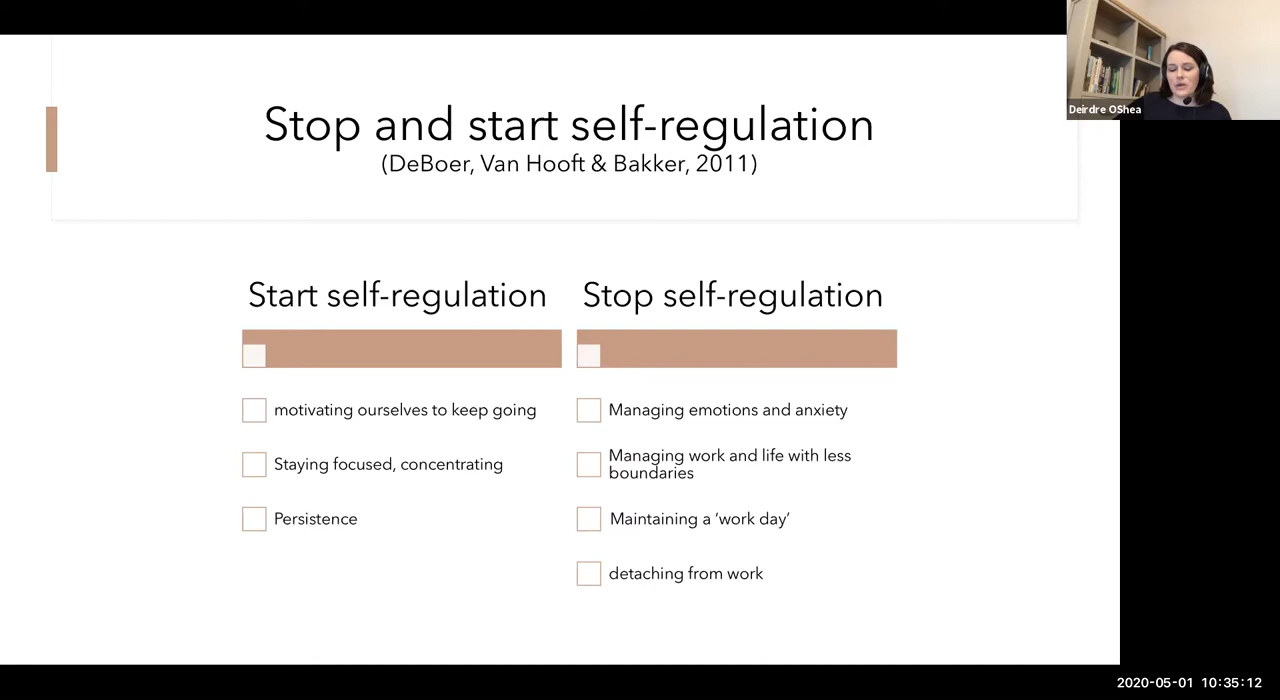 Stop and start self-regulation
(DeBoer, Van Hooft & Bakker, 2011)
Deirdre OShea
Start self-regulation
motivating ourselves to keep going
Staying focused, concentrating
Persistence
Stop self-regulation
Managing emotions and anxiety
Managing work and life with less
boundaries
Maintaining a ‘work day’
detaching from work
2020-05-01 10:35:12